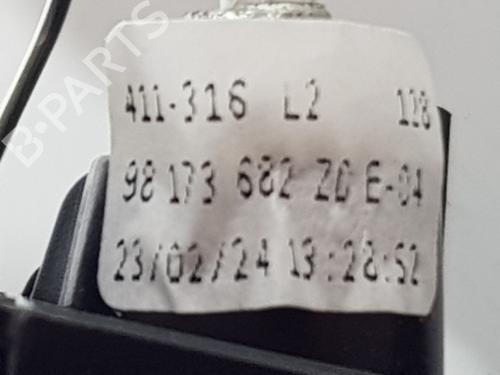 B-PARTS
411-316 L2 128
98 173 682 ZD E-04
23/02/24 13:28:52